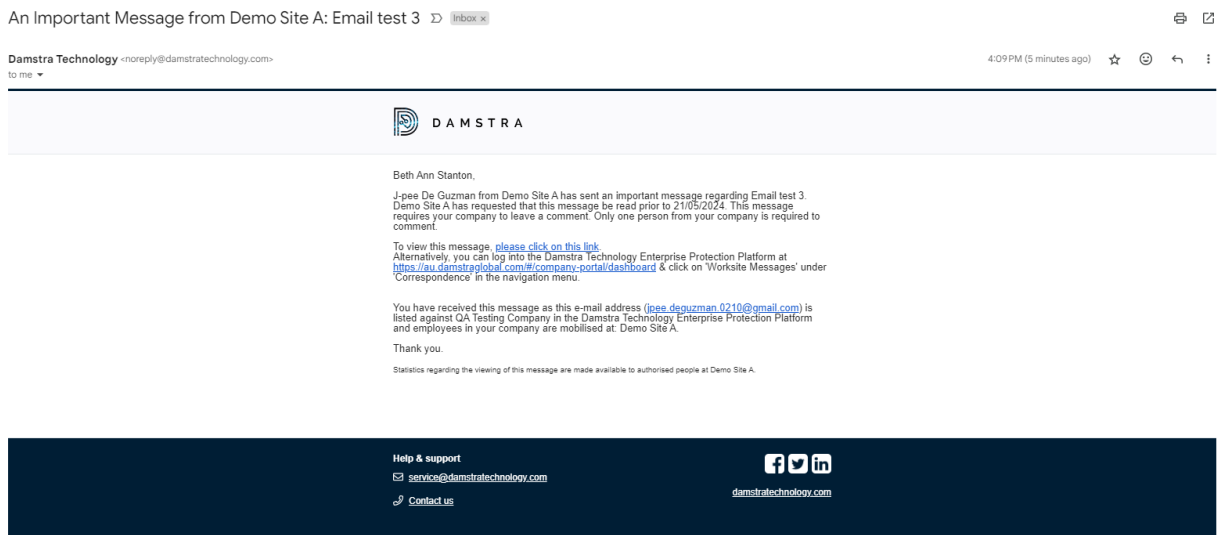 An Important Message from Demo Site A: Email test 3 Inbox x
Damstra Technology <noreply@damstratechnology.com> 4:09 PM (5 minutes ago)
to me
DAMSTRA
Beth Ann Stanton,
J-pee De Guzman from Demo Site A has sent an important message regarding Email test 3.
Demo Site A has requested that this message be read prior to 21/05/2024. This message
requires your company to leave a comment. Only one person from your company is required to
comment.
To view this message, please click on this link.
Alternatively, you can log into the Damstra Technology Enterprise Protection Platform at
https://au.damstraglobal.com/#/company-portal/dashboard & click on 'Worksite Messages' under
'Correspondence' in the navigation menu.
You have received this message as this e-mail address (jpee.deguzman.0210@gmail.com) is
listed against QA Testing Company in the Damstra Technology Enterprise Protection Platform
and employees in your company are mobilised at: Demo Site A.
Thank you.
Statistics regarding the viewing of this message are made available to authorised people at Demo Site A.
Help & support
service@damstratechnology.com
Contact us
damstratechnology.com